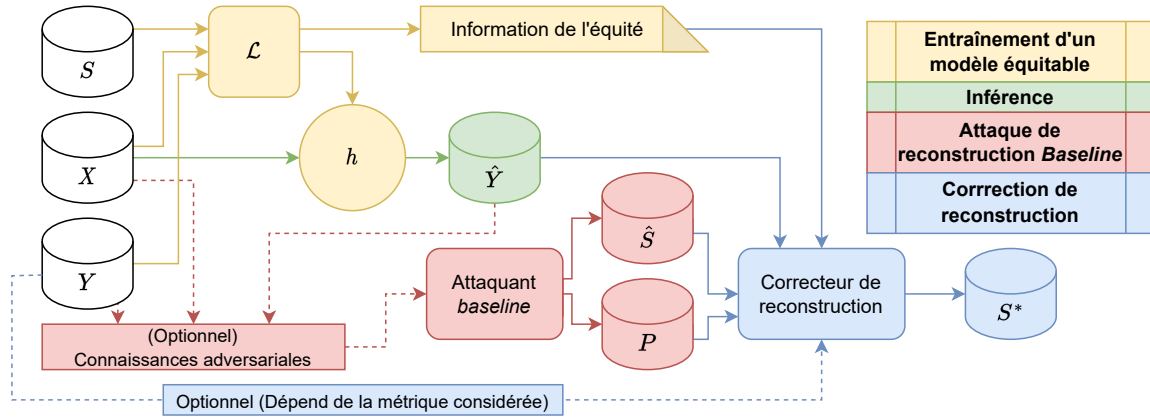 S
ℒ
Information de l'équité
X
h
Ŷ
Y
Attaquant
baseline
Ŝ
P
Correcteur de
reconstruction
S*
(Optionnel)
Connaissances adversariales
Optionnel (Dépend de la métrique considérée)
Entraînement d'un
modèle équitable
Inférence
Attaque de
reconstruction Baseline
Corrrection de
reconstruction